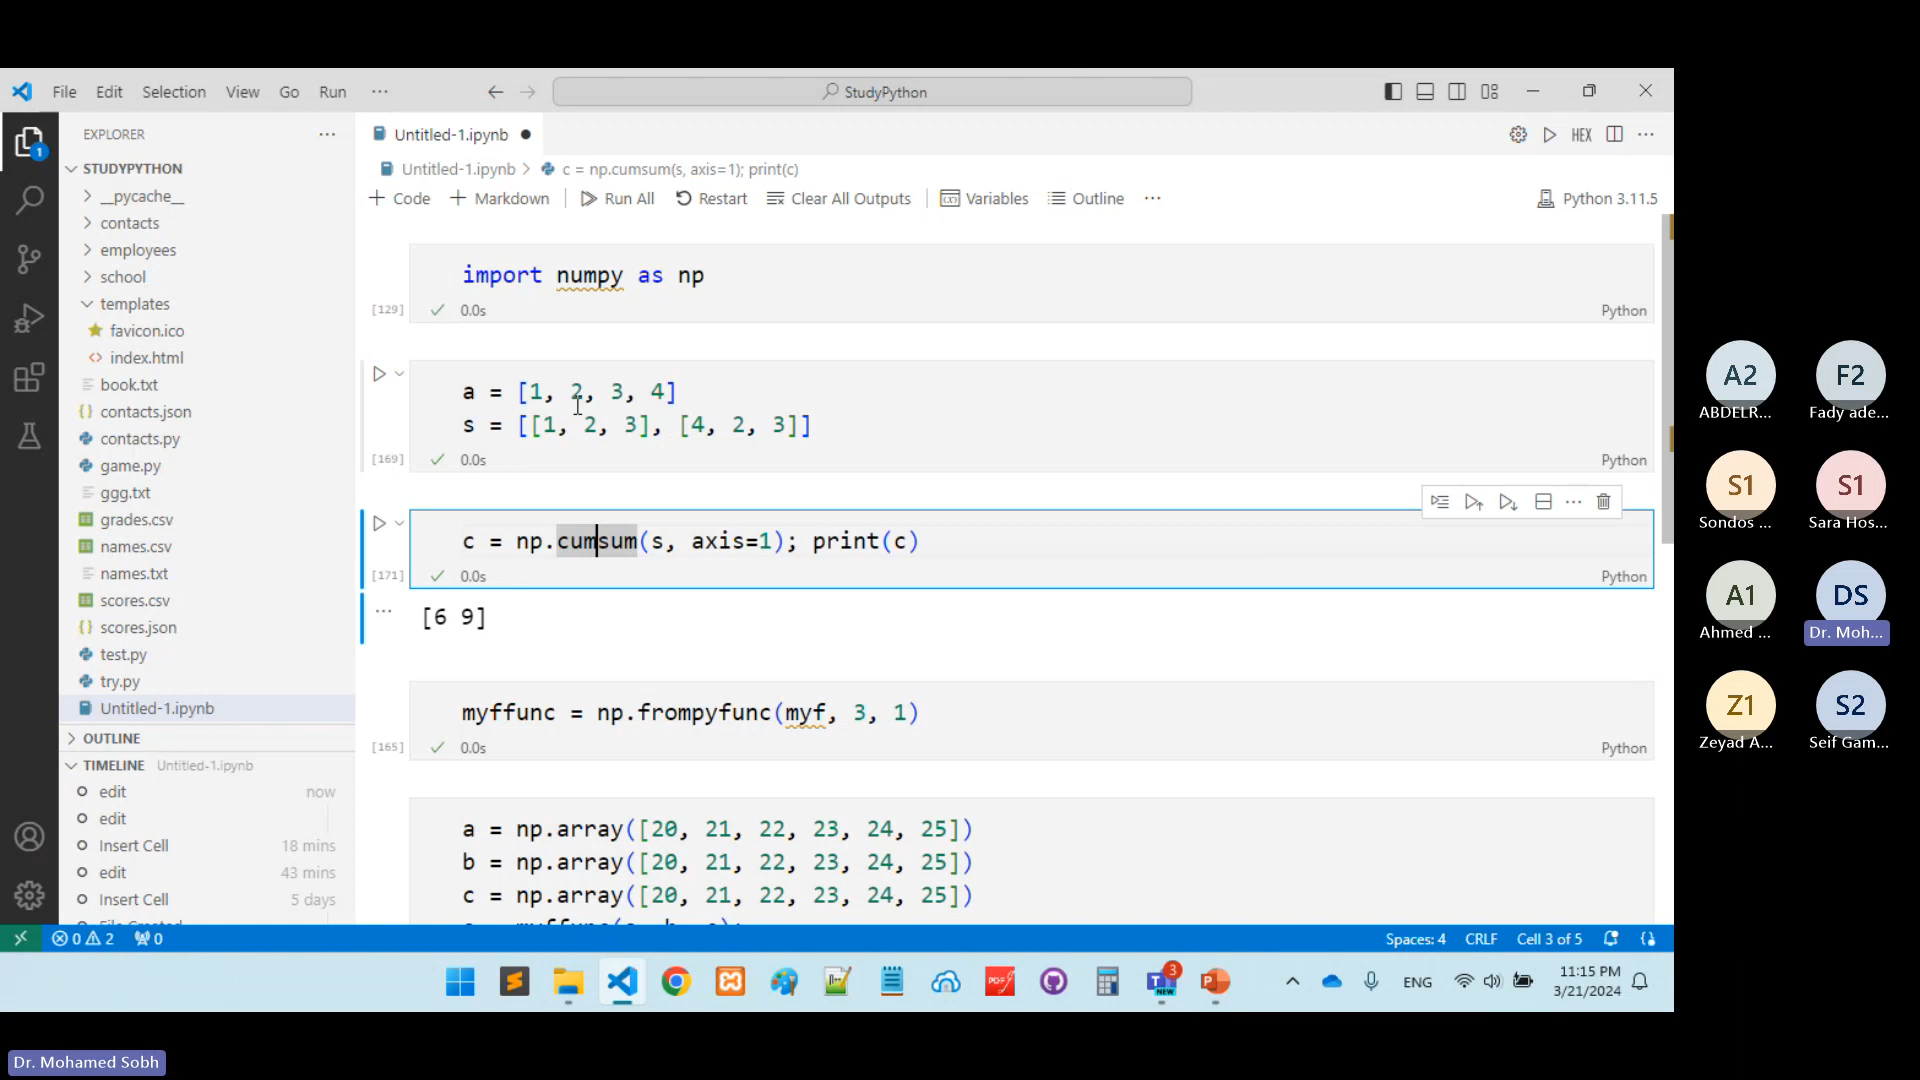 File Edit Selection View Go Run ··· StudyPython
EXPLORER ···
STUDYPYTHON
__pycache__
contacts
employees
school
templates
favicon.ico
index.html
book.txt
contacts.json
contacts.py
game.py
ggg.txt
grades.csv
names.csv
names.txt
scores.csv
scores.json
test.py
try.py
Untitled-1.ipynb
OUTLINE
TIMELINE Untitled-1.ipynb
edit now
edit
Insert Cell 18 mins
edit 43 mins
Insert Cell 5 days
1
Untitled-1.ipynb ●
HEX
Untitled-1.ipynb > c = np.cumsum(s, axis=1); print(c)
+ Code + Markdown Run All Restart Clear All Outputs Variables Outline ··· Python 3.11.5
import numpy as np
[129] ✓ 0.0s Python
a = [1, 2, 3, 4]
s = [[1, 2, 3], [4, 2, 3]]
[169] ✓ 0.0s Python
c = np.cumsum(s, axis=1); print(c)
[171] ✓ 0.0s Python
[6 9]
myffunc = np.frompyfunc(myf, 3, 1)
[165] ✓ 0.0s Python
a = np.array([20, 21, 22, 23, 24, 25])
b = np.array([20, 21, 22, 23, 24, 25])
c = np.array([20, 21, 22, 23, 24, 25])
0 2 0 Spaces: 4 CRLF Cell 3 of 5
ENG
11:15 PM
3/21/2024
3
NEW
A2 F2
ABDELR... Fady ade...
S1 S1
Sondos ... Sara Hos...
A1 DS
Ahmed ... Dr. Moh...
Z1 S2
Zeyad A... Seif Gam...
Dr. Mohamed Sobh